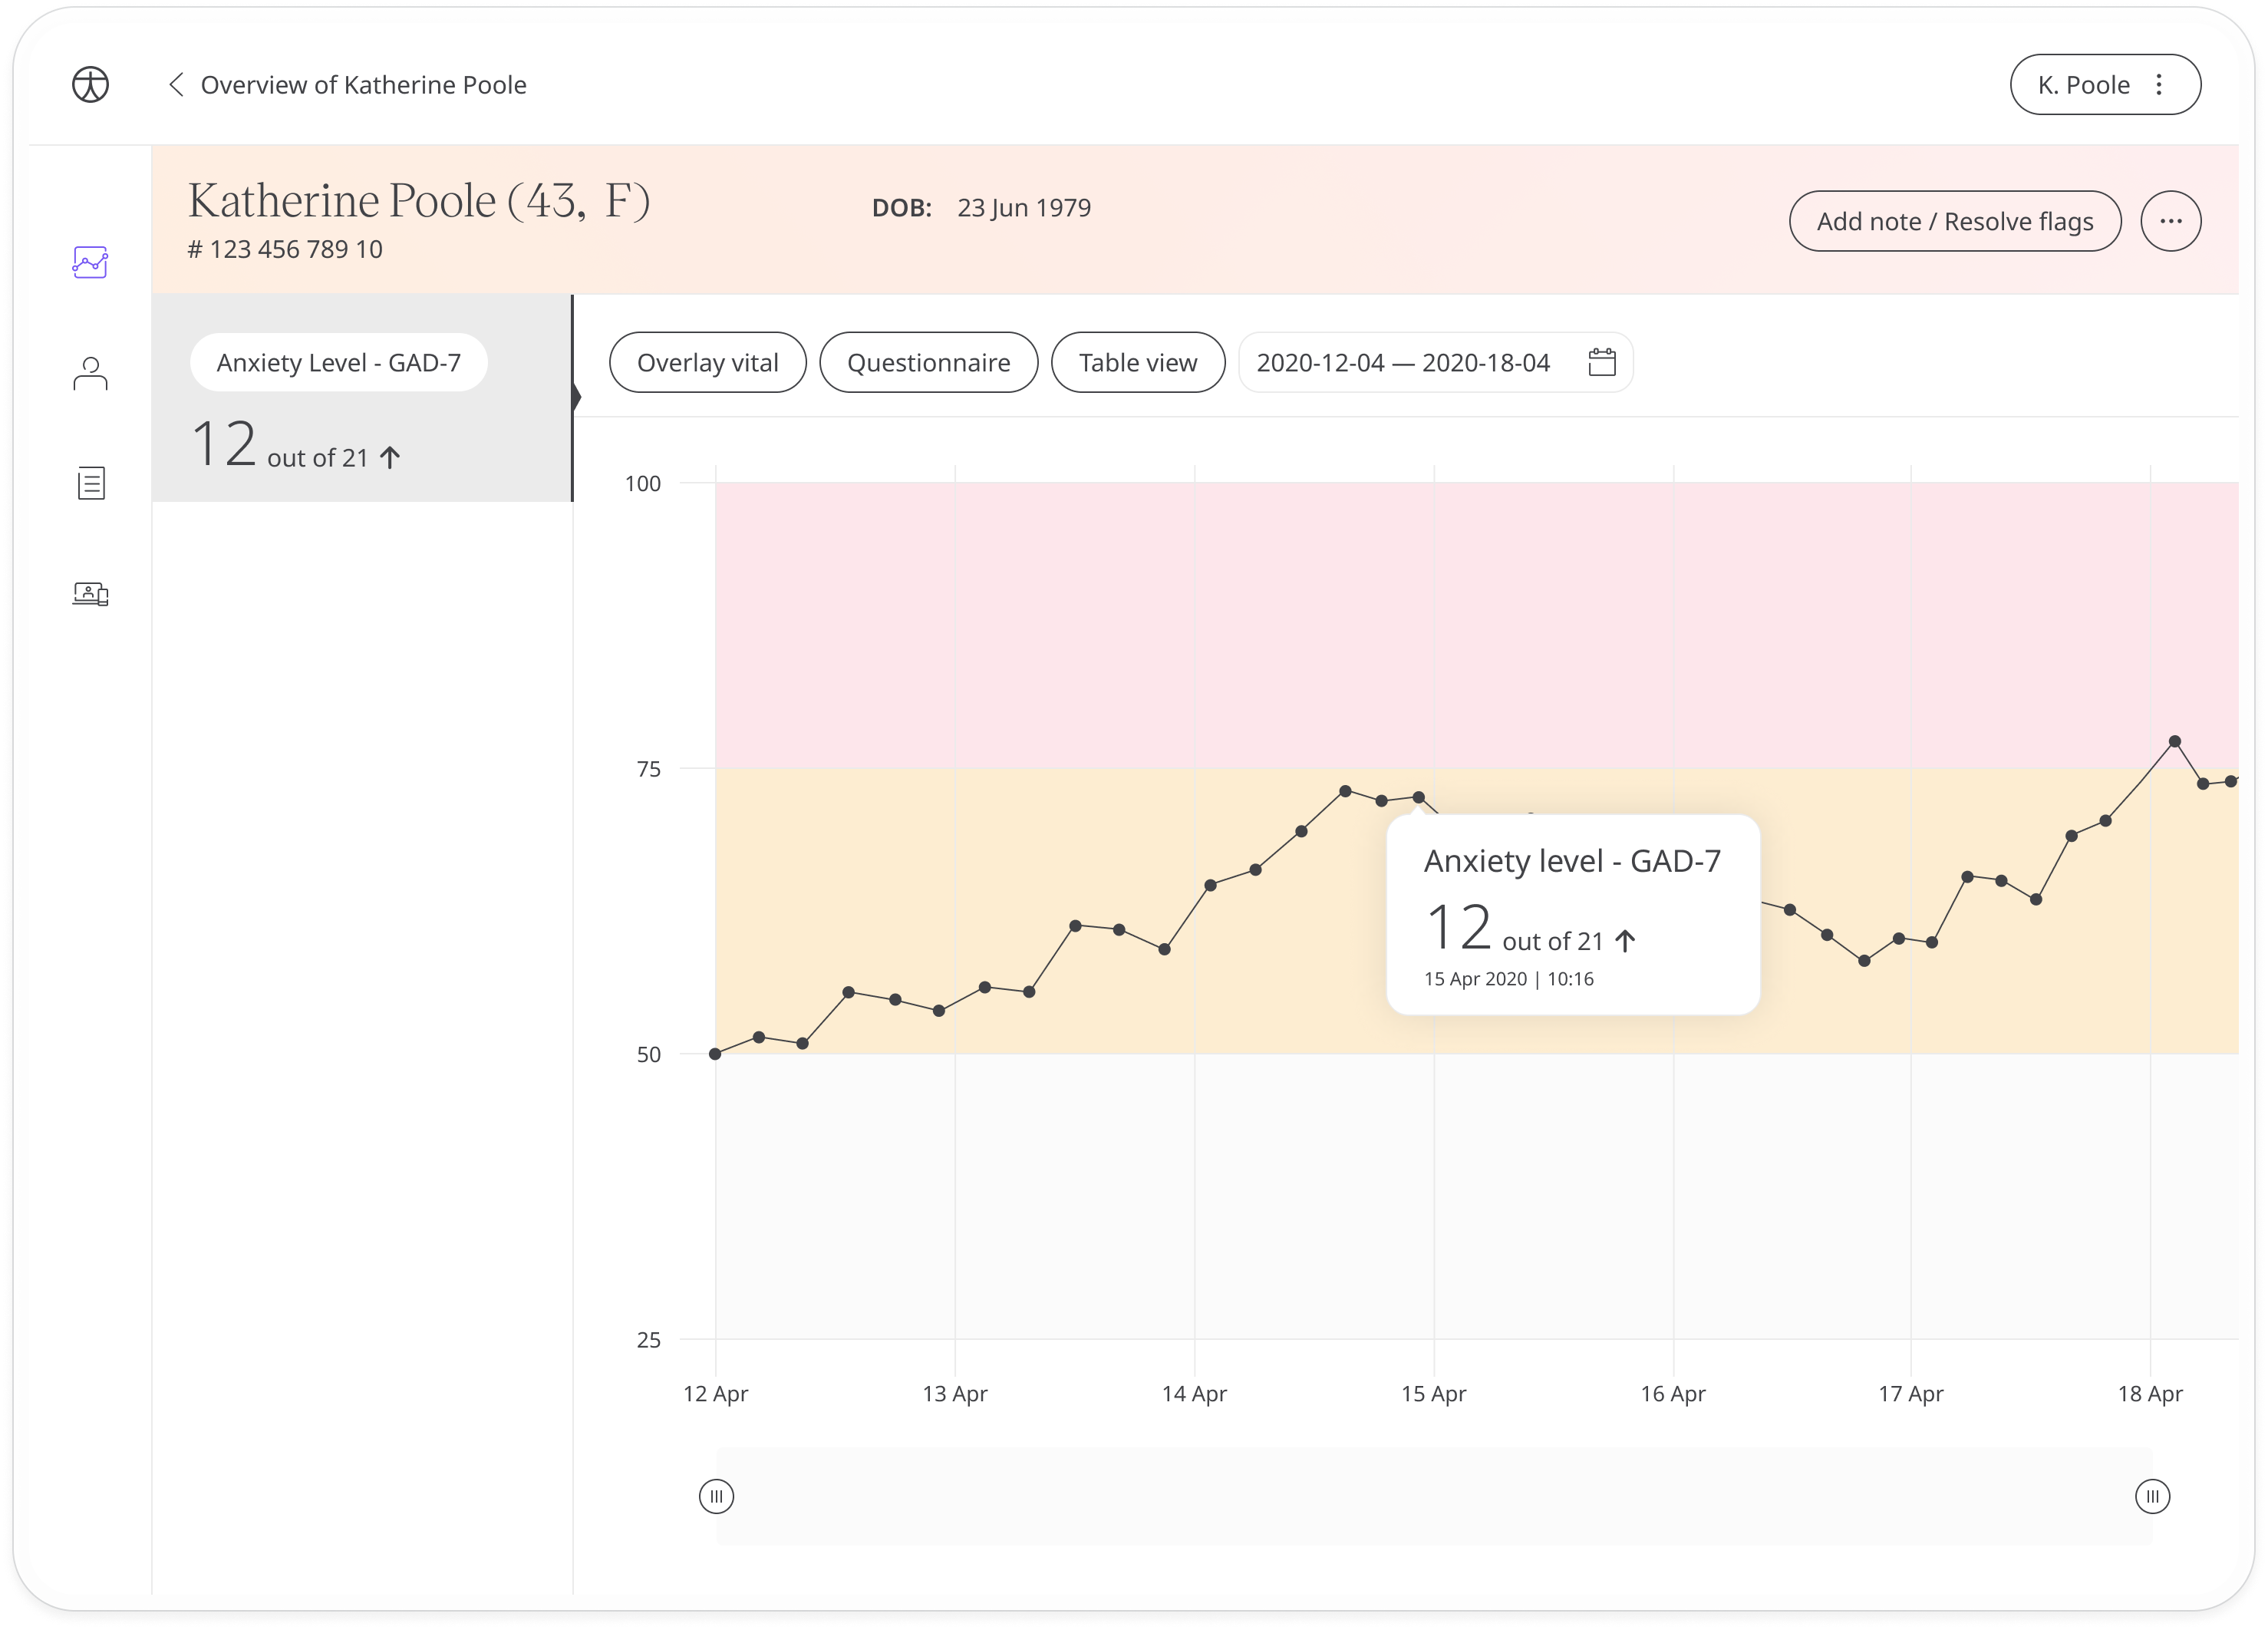 Overview of Katherine Poole
K. Poole
Katherine Poole (43, F)
DOB: 23 Jun 1979
# 123 456 789 10
Add note / Resolve flags
Anxiety Level - GAD-7
12 out of 21 ↑
Overlay vital
Questionnaire
Table view
2020-12-04 — 2020-18-04
100
75
50
25
Anxiety level - GAD-7
12 out of 21 ↑
15 Apr 2020 | 10:16
12 Apr
13 Apr
14 Apr
15 Apr
16 Apr
17 Apr
18 Apr